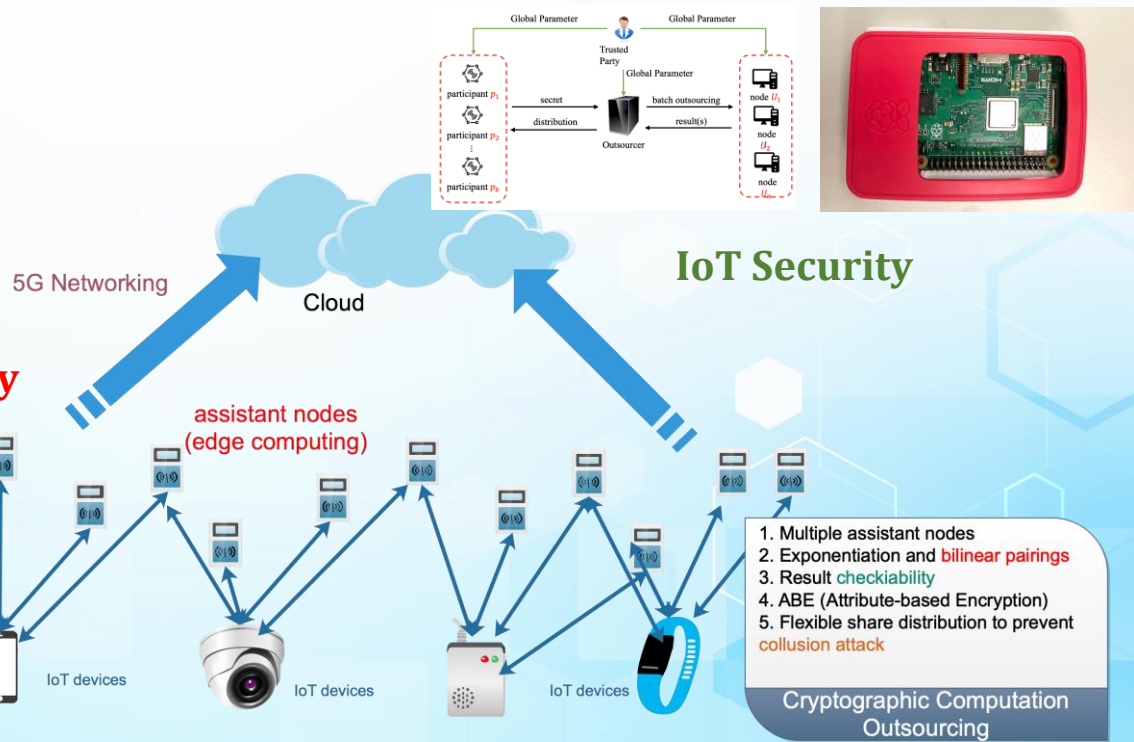 Global Parameter
Global Parameter
Trusted
Party
Global Parameter
participant p₁
secret
batch outsourcing
node U₁
participant p₂
distribution
result(s)
node
U₂
⋮
Outsourcer
participant pₖ
node
Uₙ
5G Networking
Cloud
IoT Security
y
assistant nodes
(edge computing)
IoT devices
IoT devices
IoT devices
1. Multiple assistant nodes
2. Exponentiation and bilinear pairings
3. Result checkiability
4. ABE (Attribute-based Encryption)
5. Flexible share distribution to prevent
collusion attack
Cryptographic Computation
Outsourcing